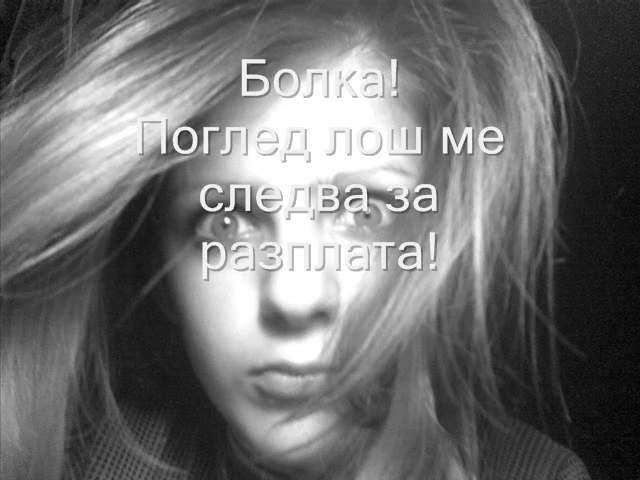 Болка!
Поглед лош ме
следва за
разплата!